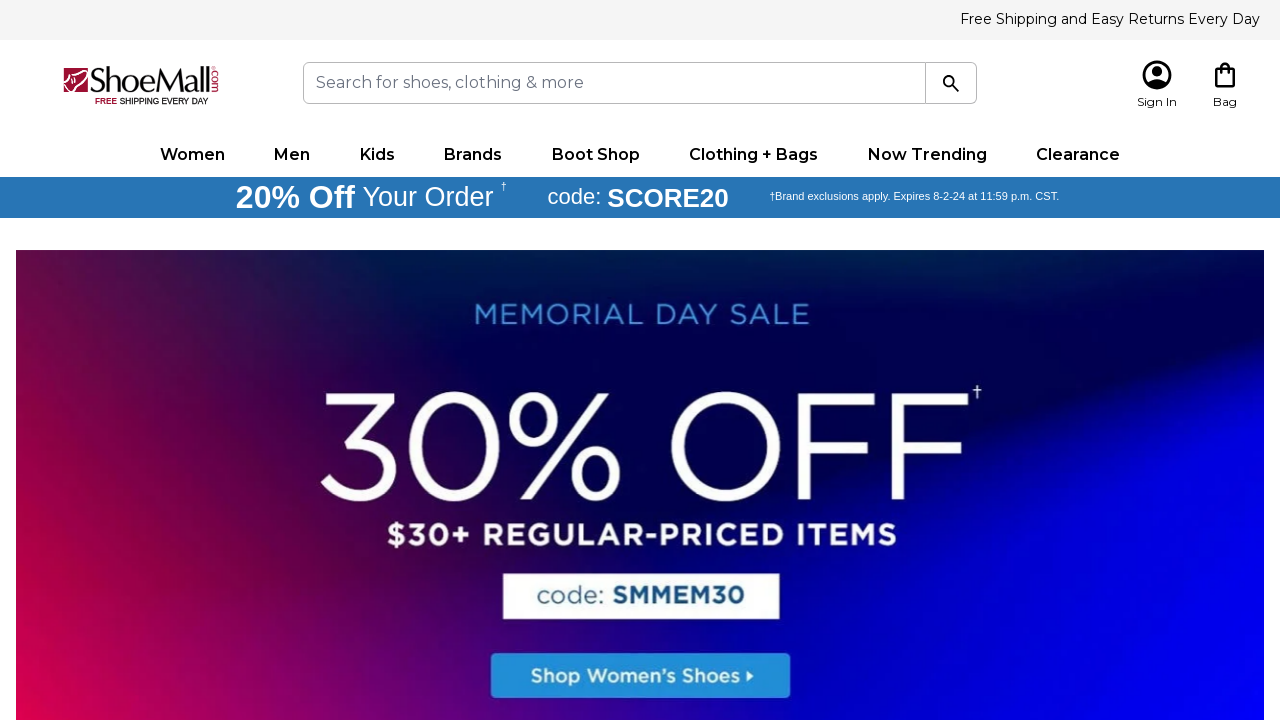 Free Shipping and Easy Returns Every Day
ShoeMall®.com
FREE SHIPPING EVERY DAY
Search for shoes, clothing & more
Sign In
Bag
Women Men Kids Brands Boot Shop Clothing + Bags Now Trending Clearance
20% Off Your Order † code: SCORE20 †Brand exclusions apply. Expires 8-2-24 at 11:59 p.m. CST.
MEMORIAL DAY SALE
30% OFF†
$30+ REGULAR-PRICED ITEMS
code: SMMEM30
Shop Women's Shoes